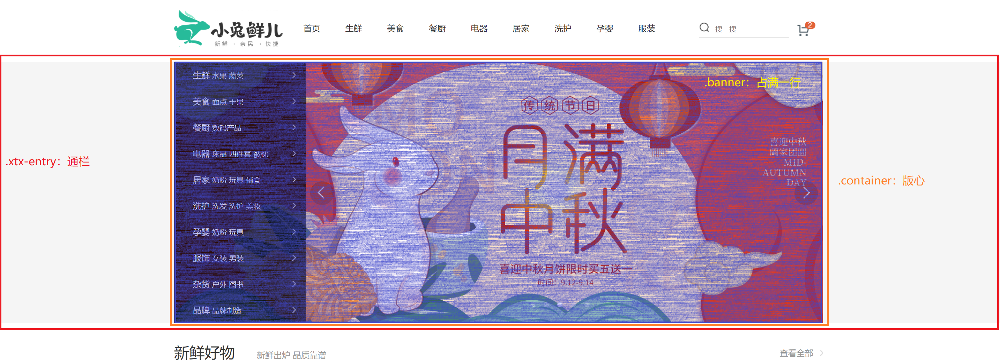 小兔鲜儿
新鲜 · 亲民 · 快捷
首页 生鲜 美食 餐厨 电器 居家 洗护 孕婴 服装
搜一搜
2
生鲜 水果 蔬菜
美食 面点 干果
餐厨 数码产品
电器 床品 四件套 被枕
居家 奶粉 玩具 辅食
洗护 洗发 洗护 美妆
孕婴 奶粉 玩具
服饰 女装 男装
杂货 户外 图书
品牌 品牌制造
.banner：占满一行
传统节日
月满
中秋
喜迎中秋月饼限时买五送一
时间：9.12-9.14
喜迎中秋
阖家团圆
MID-
AUTUMN
DAY
.xtx-entry：通栏
.container：版心
新鲜好物 新鲜出炉 品质靠谱
查看全部